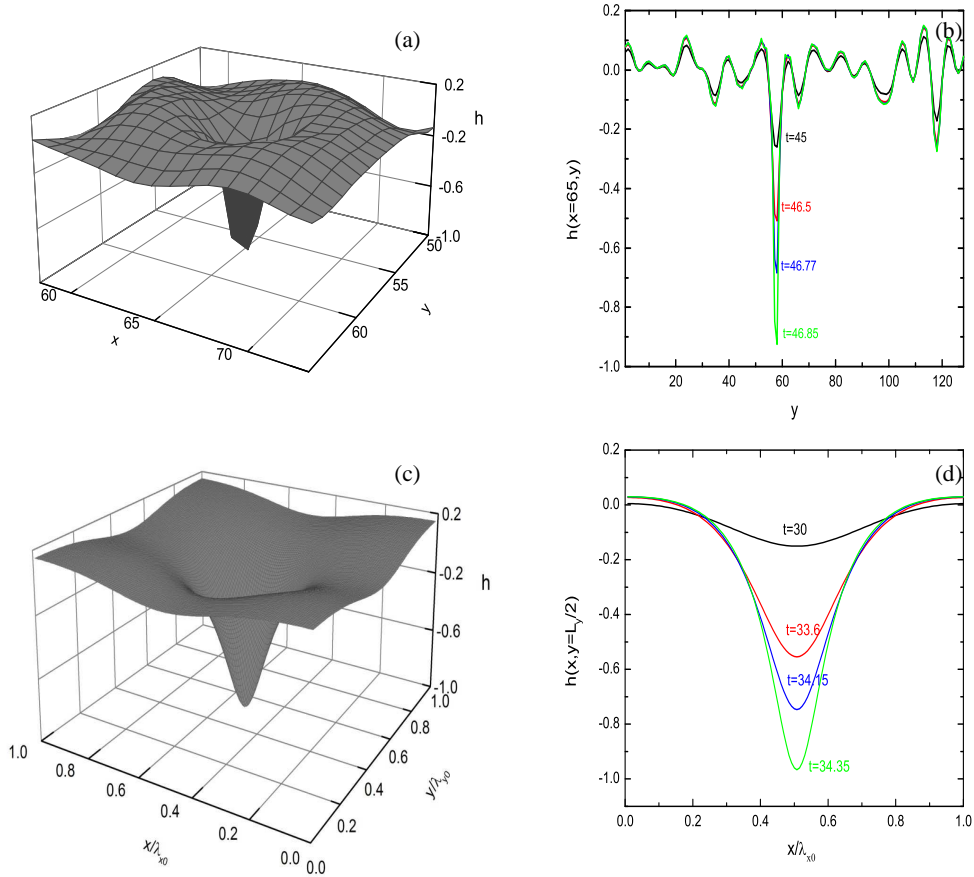 (a)
0.2
h
-0.2
-0.6
-1.0
50
55
y
60
60
65
x
70
(b)
0.2
0.0
-0.2
-0.4
-0.6
-0.8
-1.0
h(x=65,y)
t=45
t=46.5
t=46.77
t=46.85
20 40 60 80 100 120
y
(c)
0.2
h
-0.2
-0.6
-1.0
1.0
0.8
0.6
0.4
0.2
0.0
y/λy0
1.0
0.8
0.6
0.4
0.2
0.0
x/λx0
(d)
0.2
0.0
-0.2
-0.4
-0.6
-0.8
-1.0
h(x,y=Ly/2)
t=30
t=33.6
t=34.15
t=34.35
0.0 0.2 0.4 0.6 0.8 1.0
x/λx0